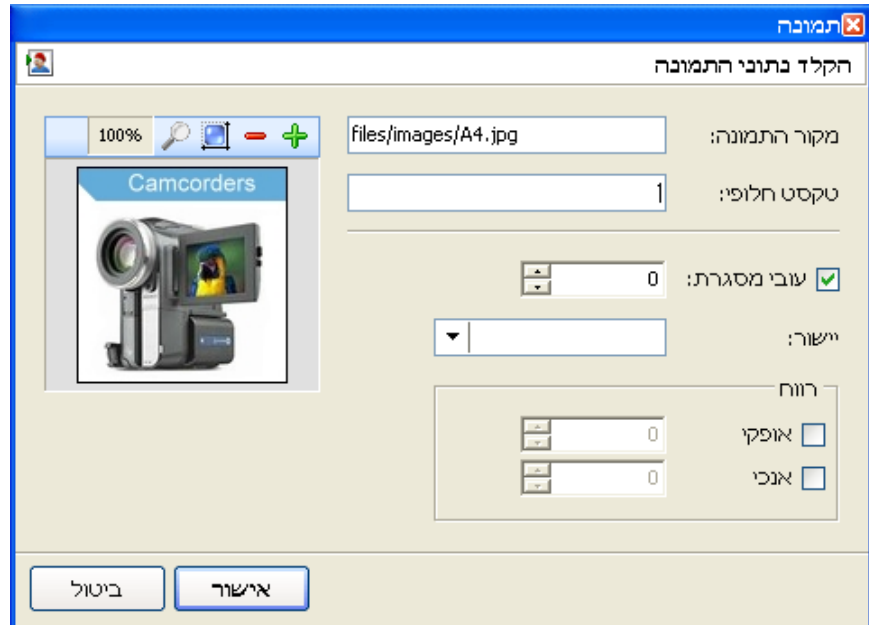 תמונה
הקלד נתוני התמונה
מקור התמונה: files/images/A4.jpg
טקסט חלופי: 1
עובי מסגרת: 0
יישור:
רווח
אופקי 0
אנכי 0
100%
Camcorders
אישור ביטול